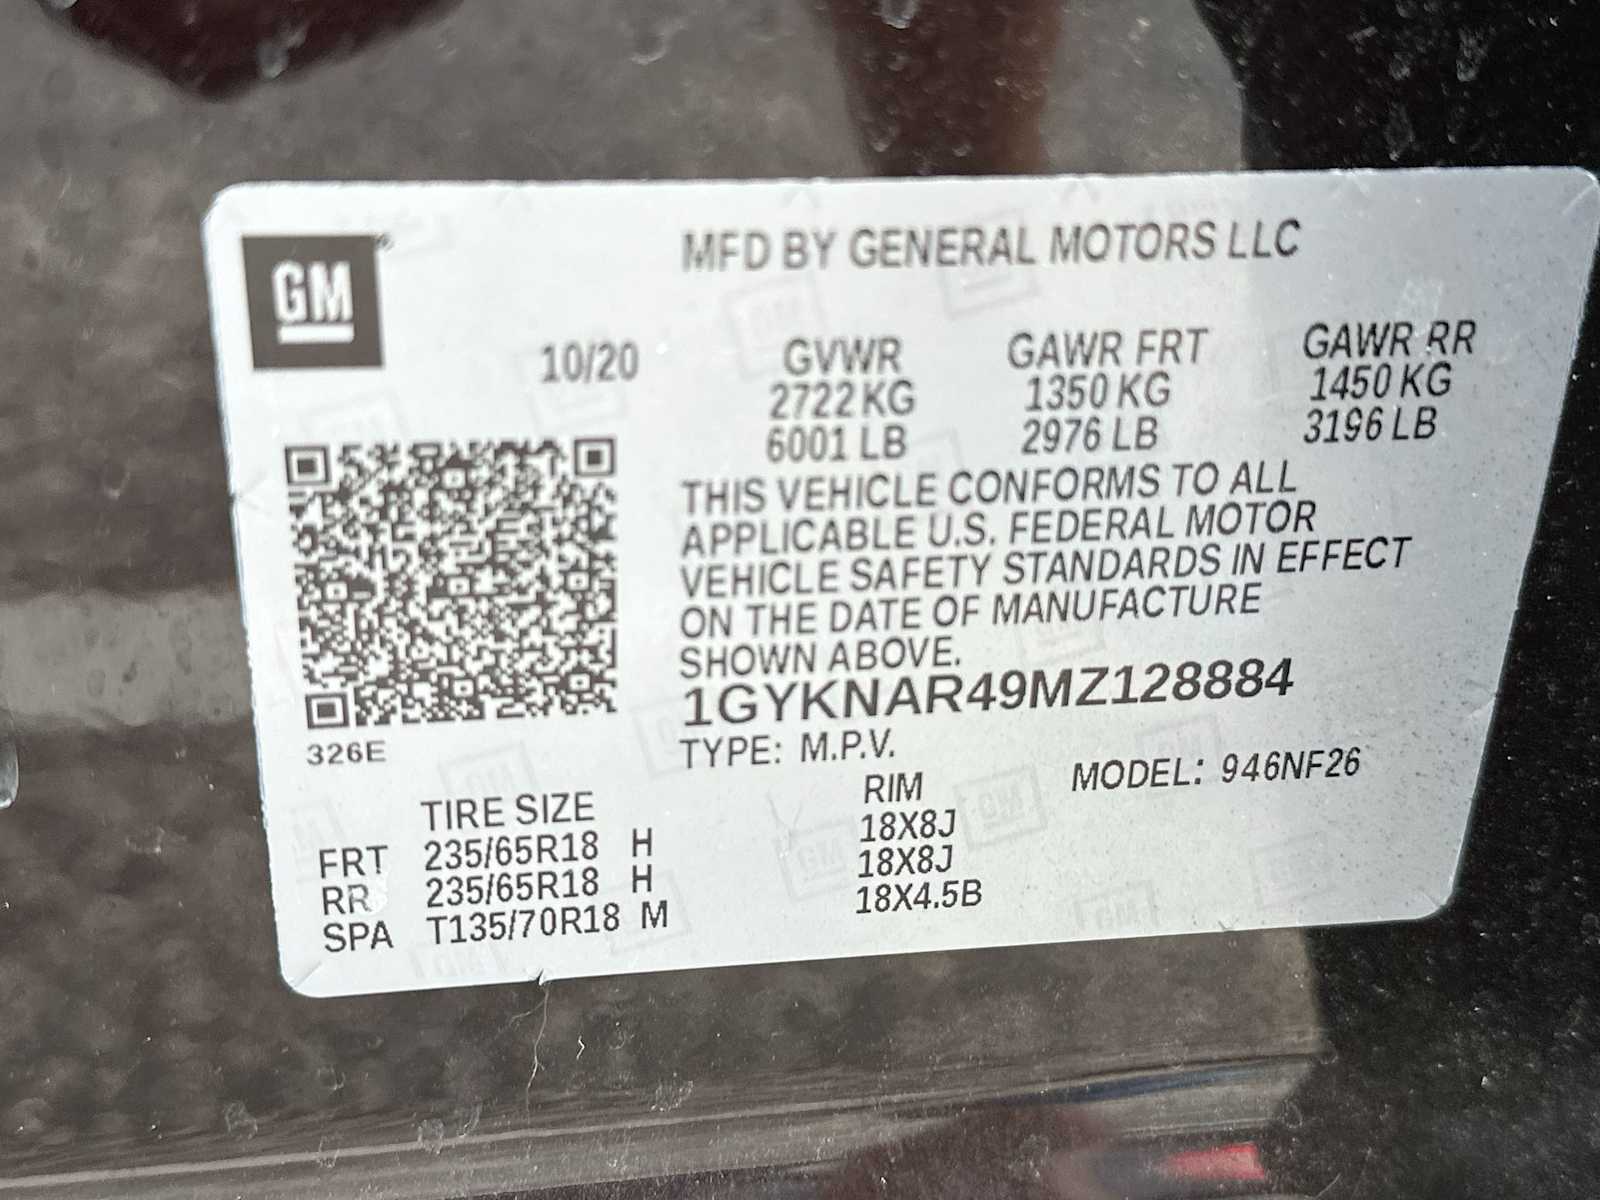 GM
MFD BY GENERAL MOTORS LLC
10/20 GVWR GAWR FRT GAWR RR
2722 KG 1350 KG 1450 KG
6001 LB 2976 LB 3196 LB
THIS VEHICLE CONFORMS TO ALL
APPLICABLE U.S. FEDERAL MOTOR
VEHICLE SAFETY STANDARDS IN EFFECT
ON THE DATE OF MANUFACTURE
SHOWN ABOVE.
1GYKNAR49MZ128884
326E
TYPE: M.P.V. MODEL: 946NF26
TIRE SIZE RIM
FRT 235/65R18 H 18X8J
RR 235/65R18 H 18X8J
SPA T135/70R18 M 18X4.5B